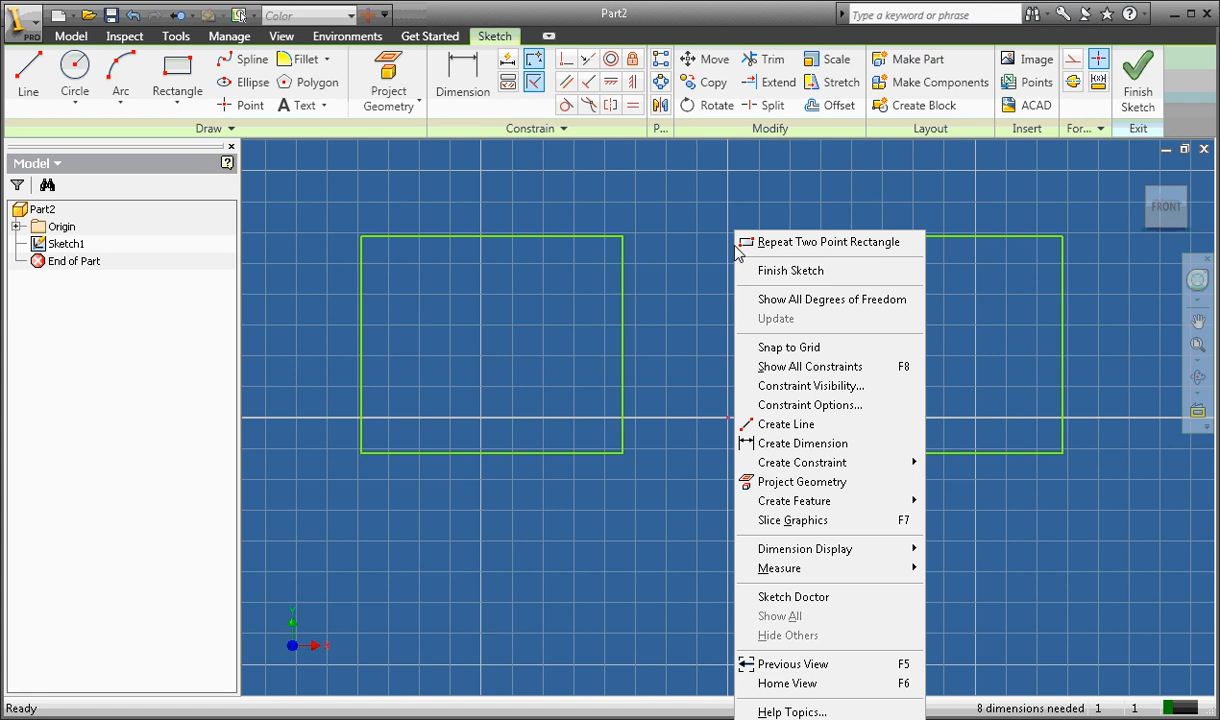 Color
Part2
Type a keyword or phrase
PRO
Model
Inspect
Tools
Manage
View
Environments
Get Started
Sketch
Line
Circle
Arc
Rectangle
Spline
Ellipse
Point
Fillet
Polygon
Text
Project
Geometry
Dimension
Move
Copy
Rotate
Trim
Extend
Split
Scale
Stretch
Offset
Make Part
Make Components
Create Block
Image
Points
ACAD
Finish
Sketch
Draw
Constrain
P...
Modify
Layout
Insert
For...
Exit
Model
Part2
Origin
Sketch1
End of Part
FRONT
Repeat Two Point Rectangle
Finish Sketch
Show All Degrees of Freedom
Update
Snap to Grid
Show All Constraints F8
Constraint Visibility...
Constraint Options...
Create Line
Create Dimension
Create Constraint
Project Geometry
Create Feature
Slice Graphics F7
Dimension Display
Measure
Sketch Doctor
Show All
Hide Others
Previous View F5
Home View F6
Help Topics...
Y
X
Ready
8 dimensions needed 1 1